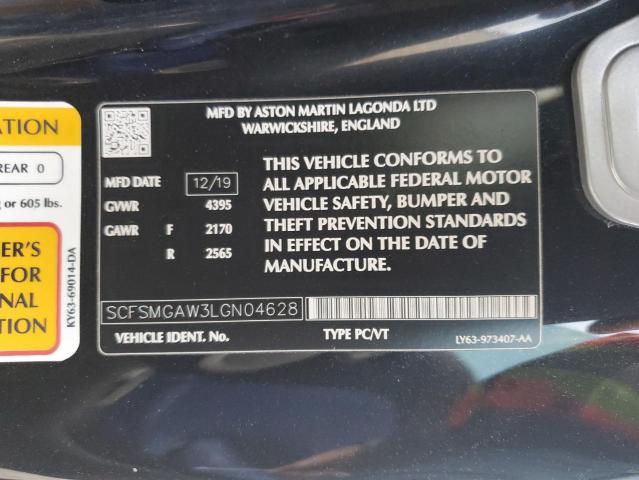 ATION
REAR 0
g or 605 lbs.
ER'S
FOR
NAL
TION
KY63-69014-DA
MFD BY ASTON MARTIN LAGONDA LTD
WARWICKSHIRE, ENGLAND
MFD DATE 12/19
GVWR 4395
GAWR F 2170
R 2565
THIS VEHICLE CONFORMS TO
ALL APPLICABLE FEDERAL MOTOR
VEHICLE SAFETY, BUMPER AND
THEFT PREVENTION STANDARDS
IN EFFECT ON THE DATE OF
MANUFACTURE.
SCFSMGAW3LGN04628
VEHICLE IDENT. No. TYPE PC/VT LY63-973407-AA